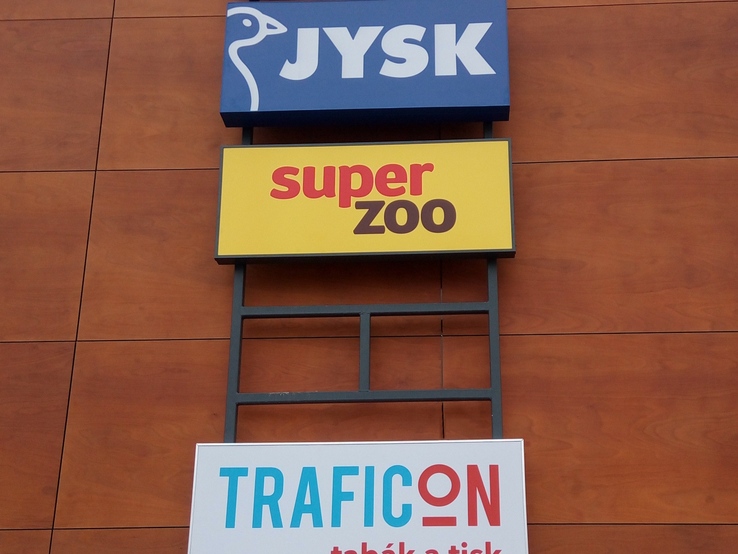 JYSK
super
zoo
TRAFICON
tabák a tisk